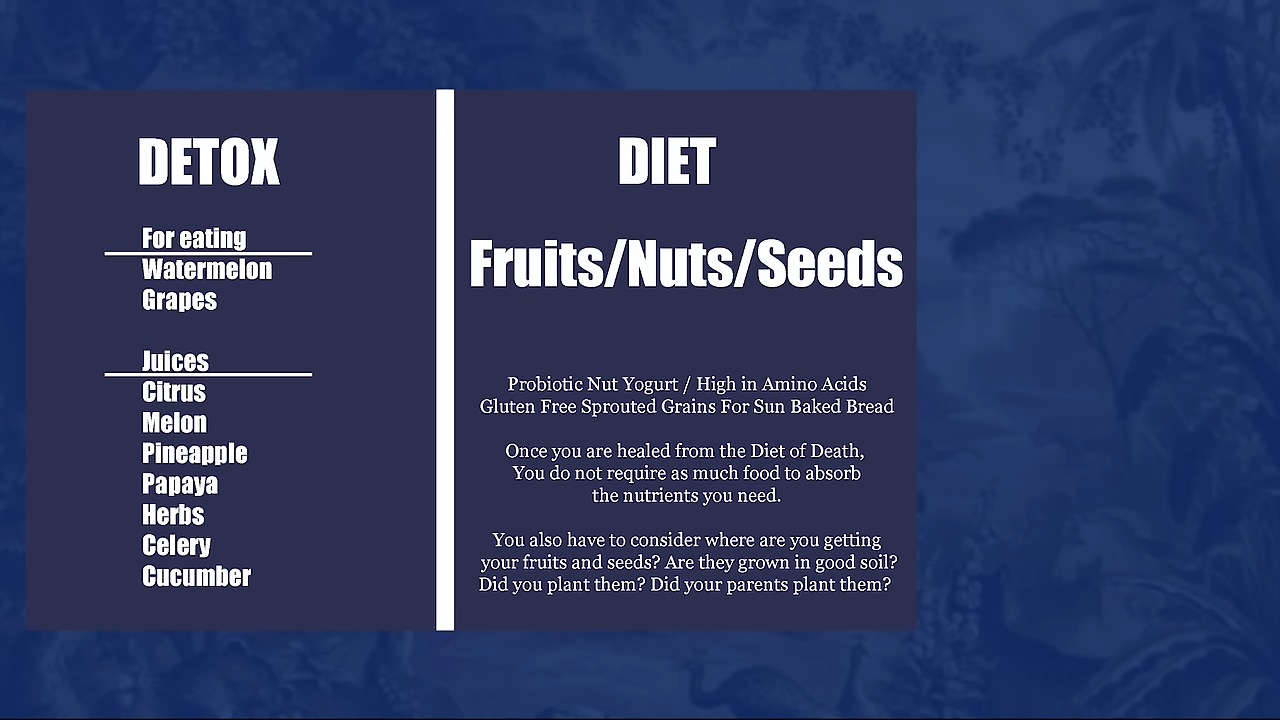 DETOX
For eating
Watermelon
Grapes
Juices
Citrus
Melon
Pineapple
Papaya
Herbs
Celery
Cucumber
DIET
Fruits/Nuts/Seeds
Probiotic Nut Yogurt / High in Amino Acids
Gluten Free Sprouted Grains For Sun Baked Bread
Once you are healed from the Diet of Death,
You do not require as much food to absorb
the nutrients you need.
You also have to consider where are you getting
your fruits and seeds? Are they grown in good soil?
Did you plant them? Did your parents plant them?